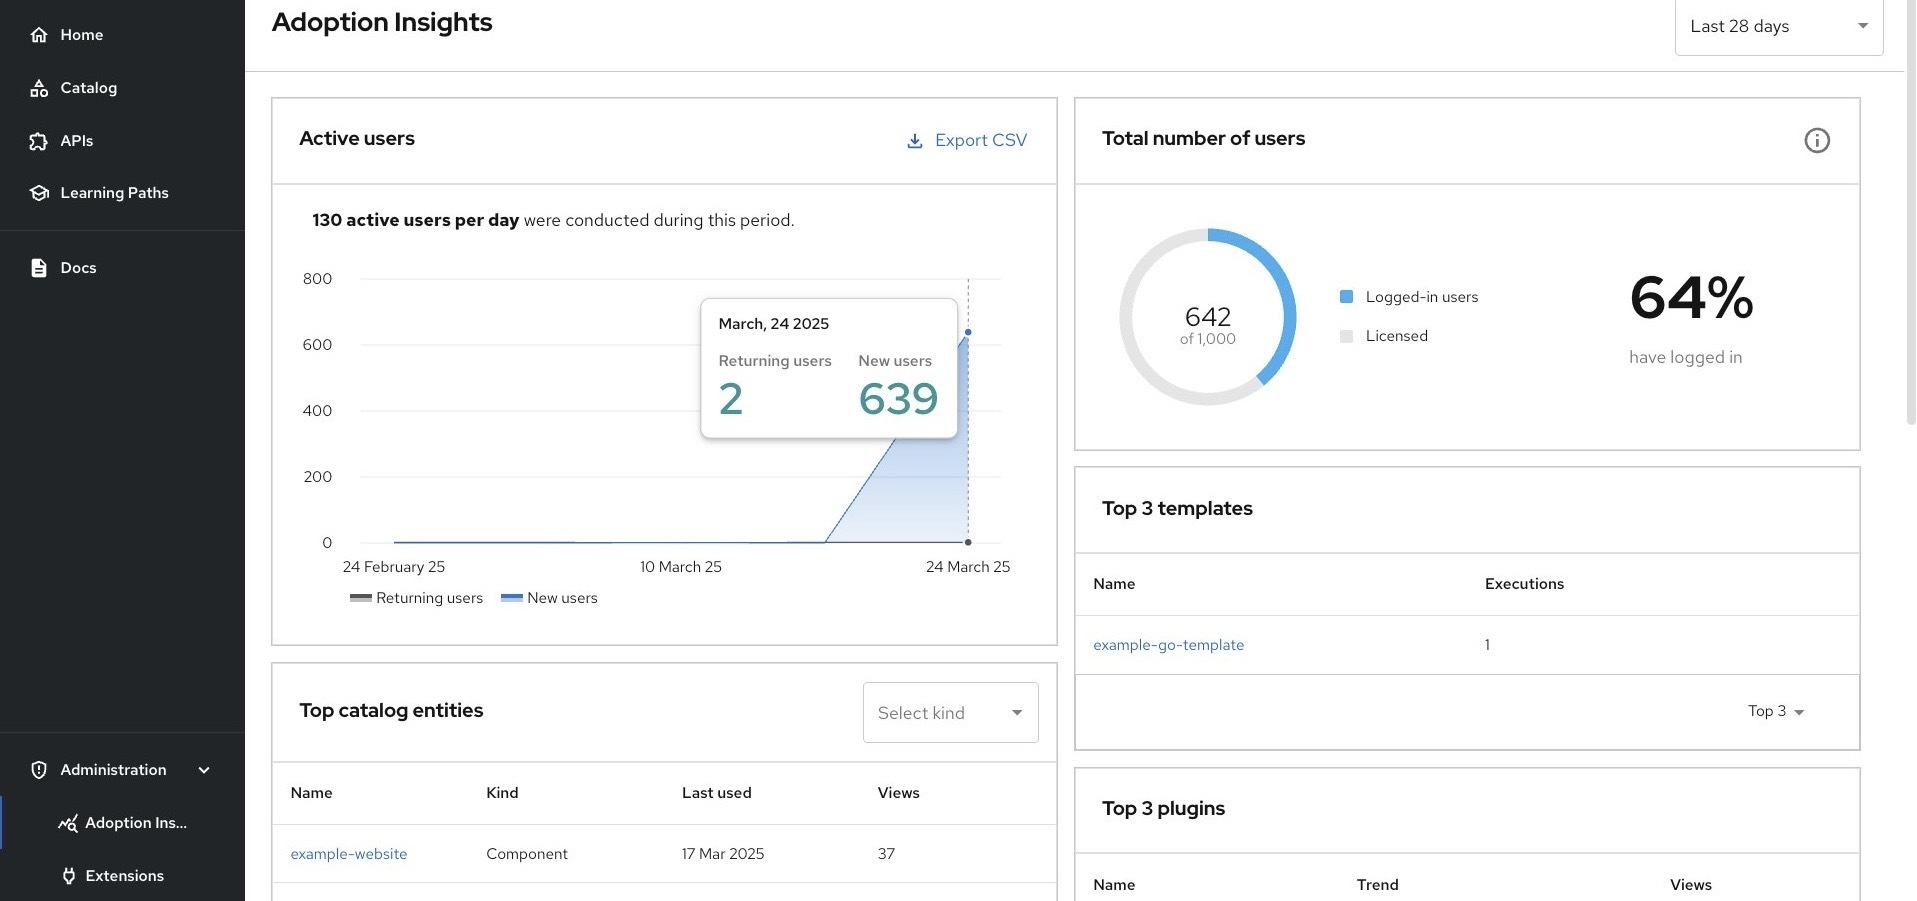 Home
Catalog
APIs
Learning Paths
Docs
Administration
Adoption Ins...
Extensions
Adoption Insights
Last 28 days
Active users
Export CSV
130 active users per day were conducted during this period.
800
600
400
200
0
March, 24 2025
Returning users New users
2 639
24 February 25 10 March 25 24 March 25
Returning users New users
Total number of users
642
of 1,000
Logged-in users
Licensed
64%
have logged in
Top 3 templates
Name Executions
example-go-template 1
Top 3
Top catalog entities
Select kind
Name Kind Last used Views
example-website Component 17 Mar 2025 37
Top 3 plugins
Name Trend Views